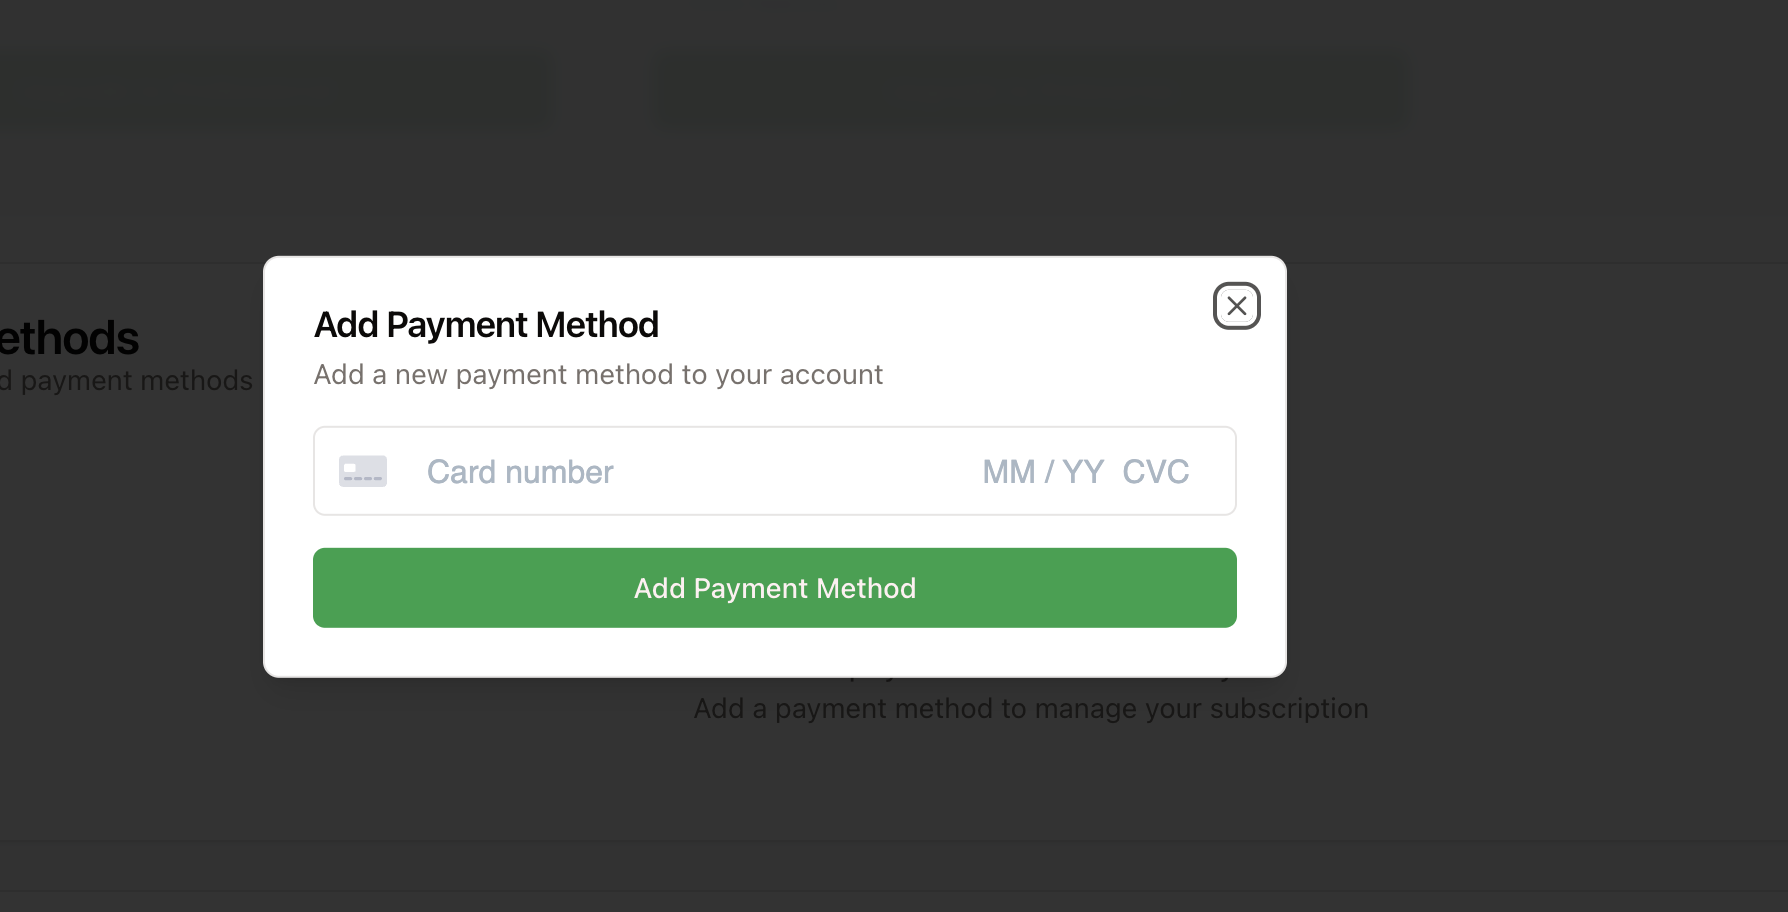 ethods
d payment methods
Add Payment Method
Add a new payment method to your account
Card number MM / YY CVC
Add Payment Method
Add a payment method to manage your subscription